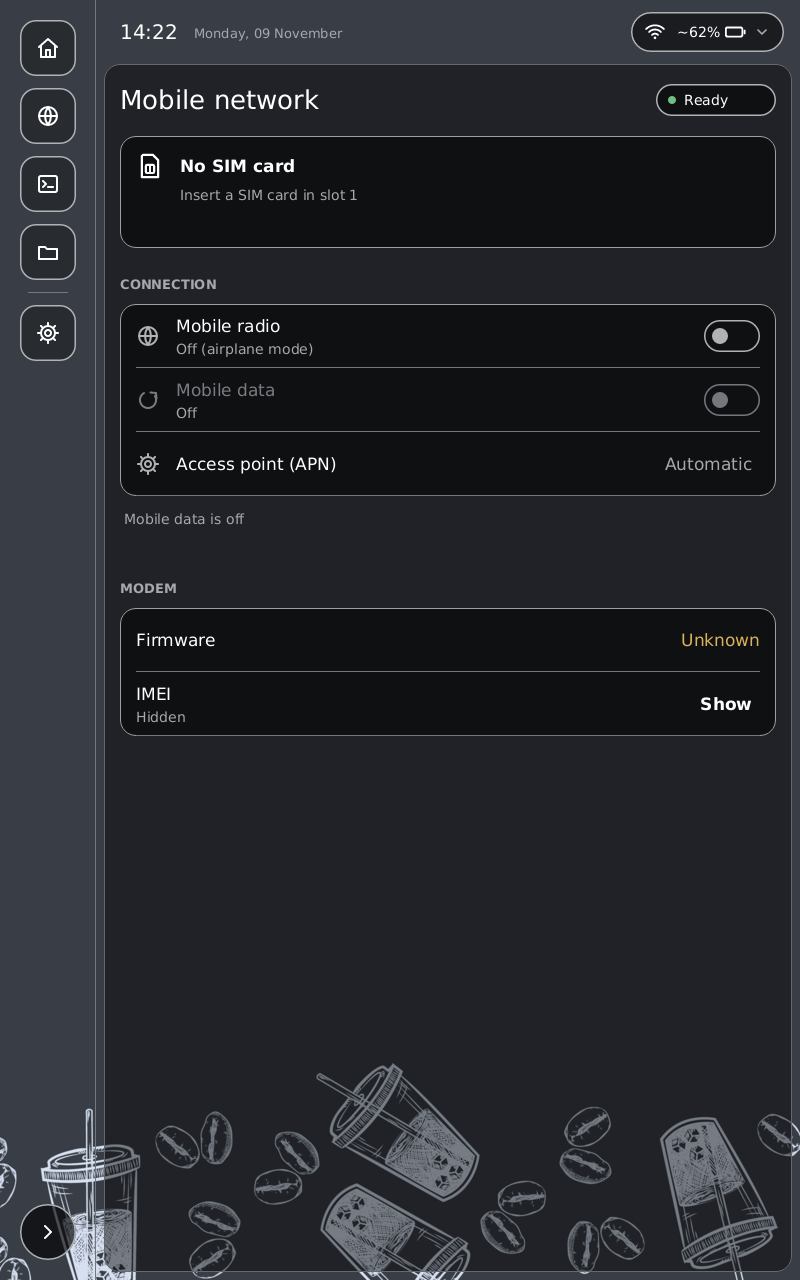 14:22 Monday, 09 November ~62%
Mobile network Ready
No SIM card
Insert a SIM card in slot 1
CONNECTION
Mobile radio
Off (airplane mode)
Mobile data
Off
Access point (APN) Automatic
Mobile data is off
MODEM
Firmware Unknown
IMEI
Hidden
Show